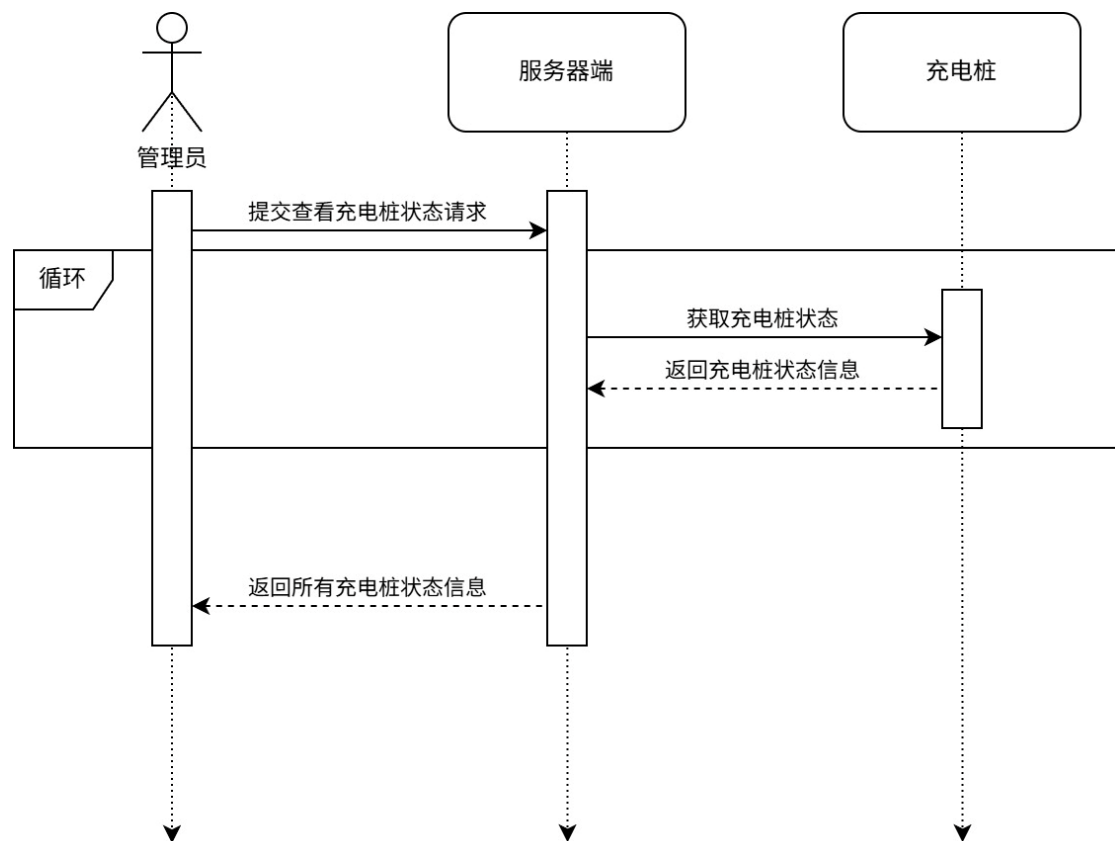 服务器端
充电桩
管理员
提交查看充电桩状态请求
循环
获取充电桩状态
返回充电桩状态信息
返回所有充电桩状态信息